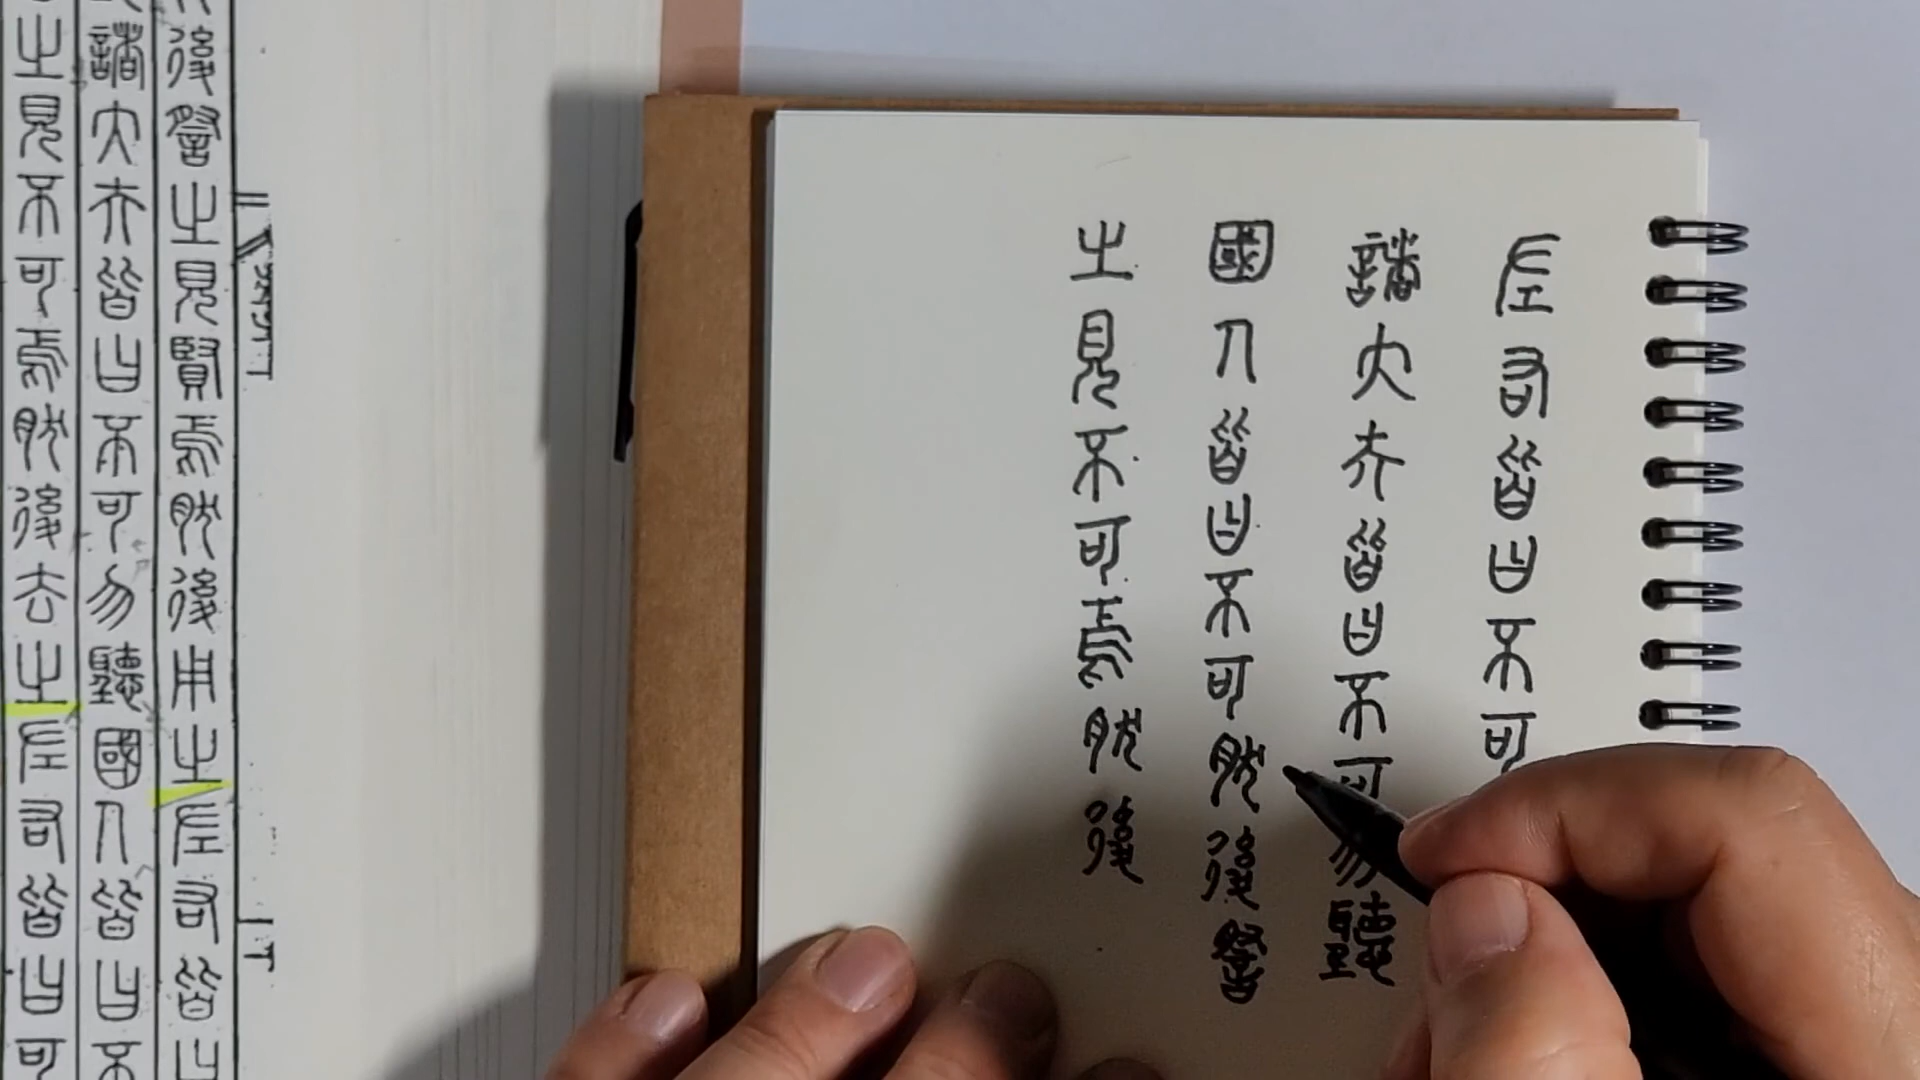 左右皆曰不可
諸大夫皆曰不可勿聽
國人皆曰不可然後察
之見不可焉然後
後察之見賢焉然後用之左右皆曰
諸大夫皆曰不可勿聽國人皆曰不
之見不可焉然後去之左右皆曰可